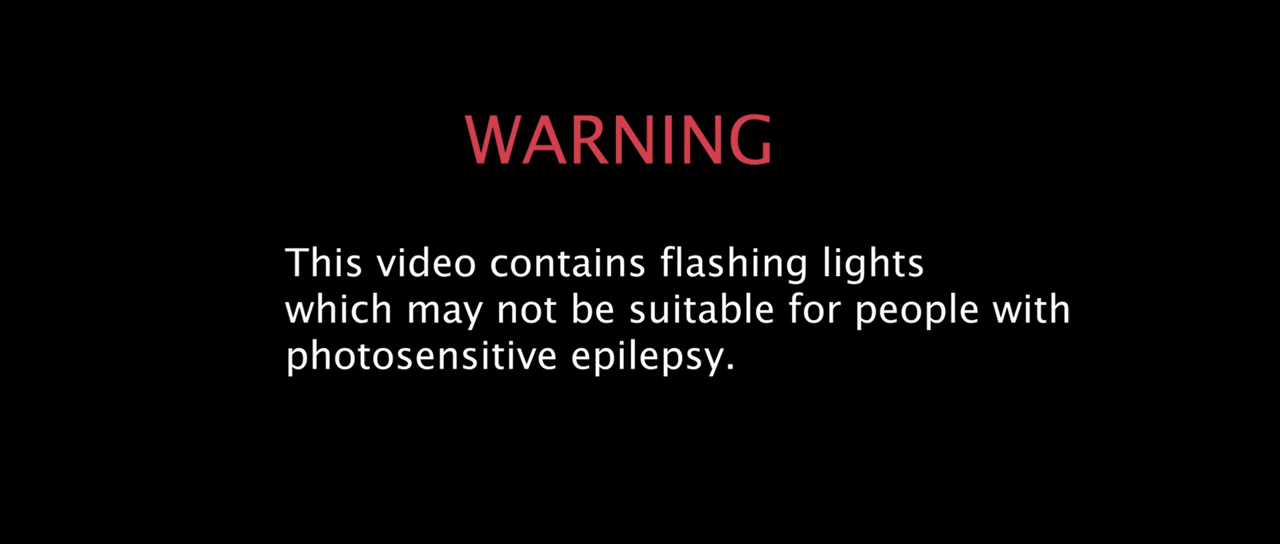 WARNING
This video contains flashing lights
which may not be suitable for people with
photosensitive epilepsy.